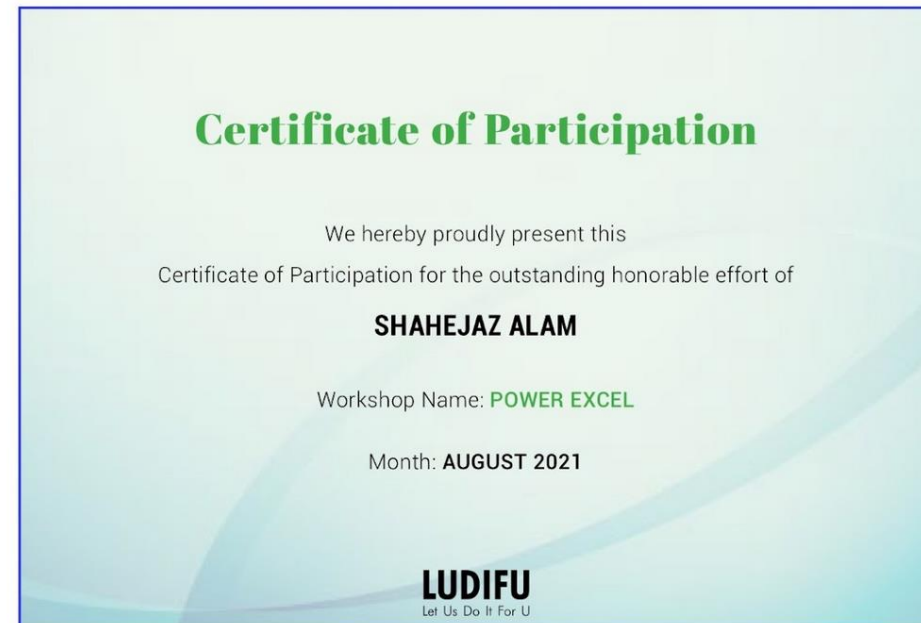 Certificate of Participation
We hereby proudly present this
Certificate of Participation for the outstanding honorable effort of
SHAHEJAZ ALAM
Workshop Name: POWER EXCEL
Month: AUGUST 2021
LUDIFU
Let Us Do It For U